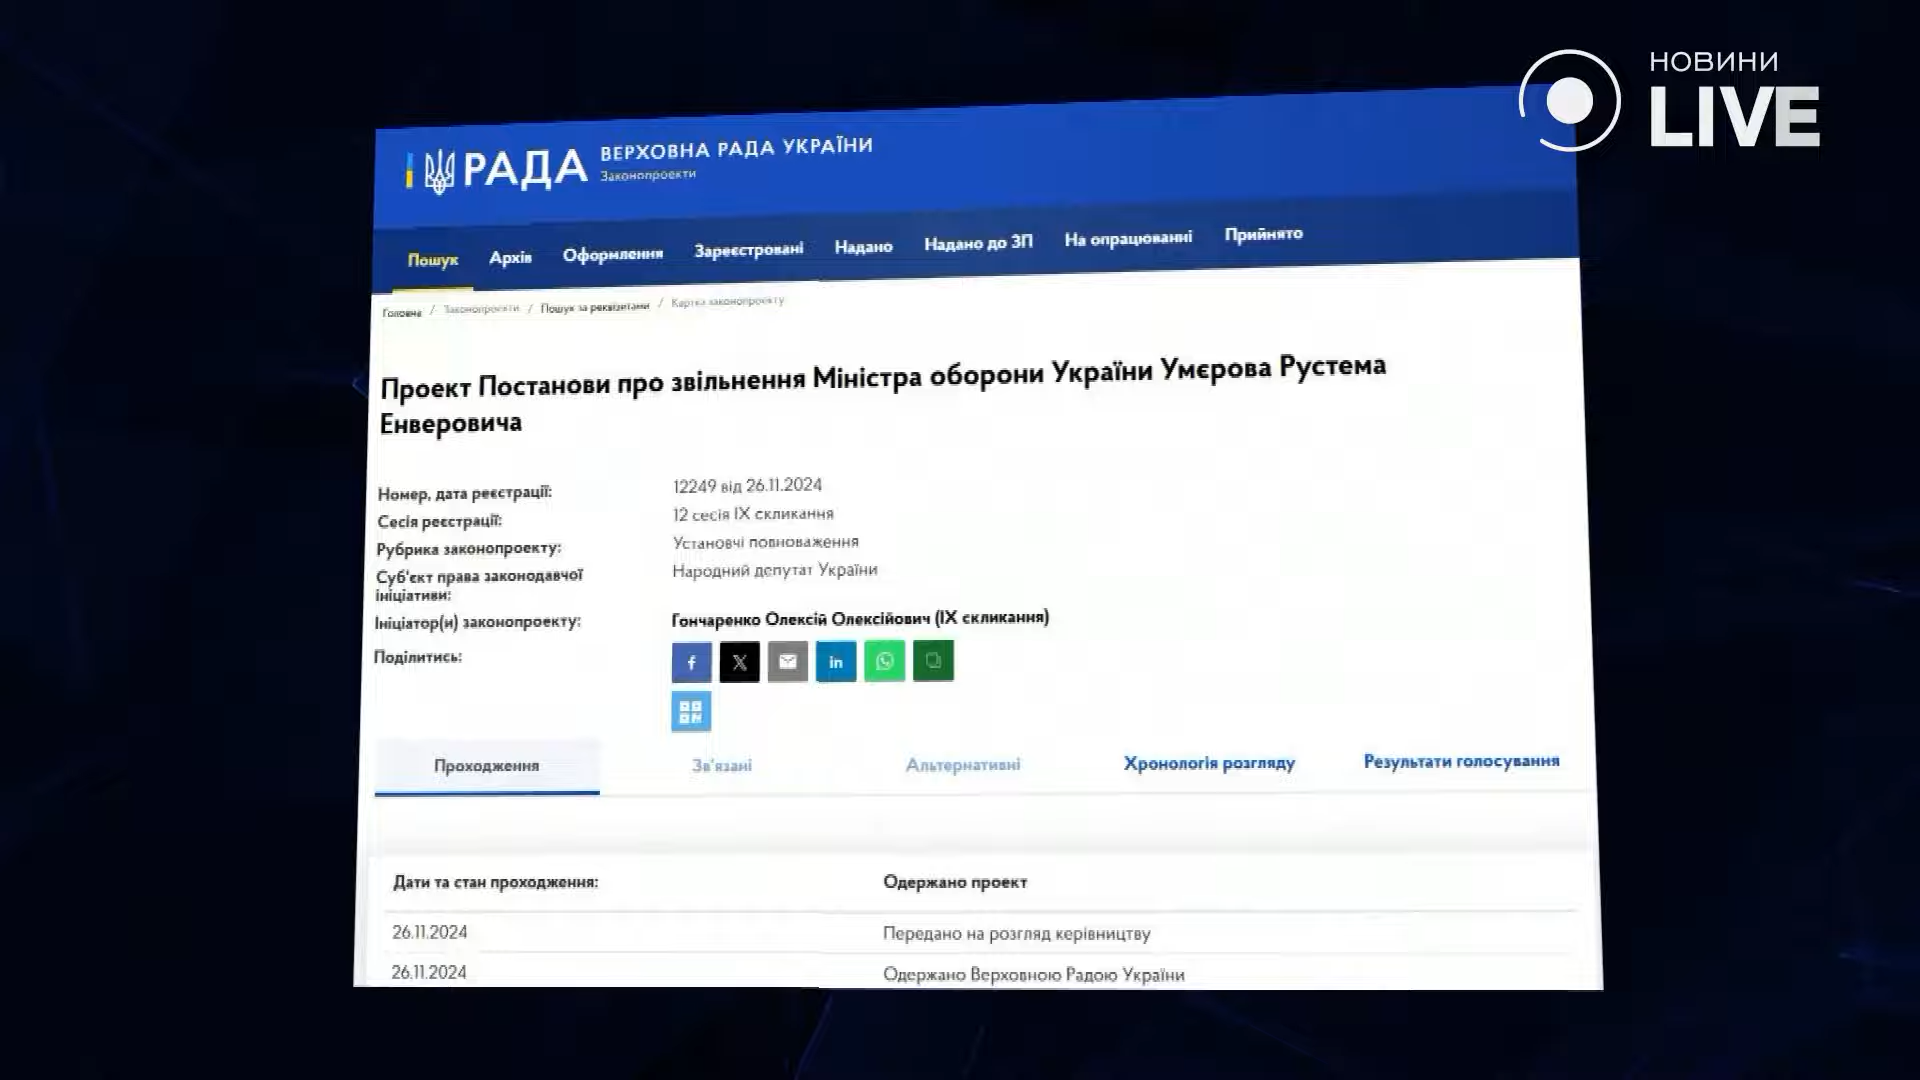 НОВИНИ
LIVE
РАДА
ВЕРХОВНА РАДА УКРАЇНИ
Законопроекти
Пошук Архів Оформлення Зареєстровані Надано Надано до ЗП На опрацюванні Прийнято
Головна / Законопроекти / Пошук за реквізитами / Картка законопроекту
Проект Постанови про звільнення Міністра оборони України Умєрова Рустема
Енверовича
Номер, дата реєстрації: 12249 від 26.11.2024
Сесія реєстрації: 12 сесія IX скликання
Рубрика законопроекту: Установчі повноваження
Суб'єкт права законодавчої Народний депутат України
ініціативи:
Ініціатор(и) законопроекту: Гончаренко Олексій Олексійович (IX скликання)
Поділитись:
Проходження Зв'язані Альтернативні Хронологія розгляду Результати голосування
Дати та стан проходження: Одержано проект
26.11.2024 Передано на розгляд керівництву
26.11.2024 Одержано Верховною Радою України